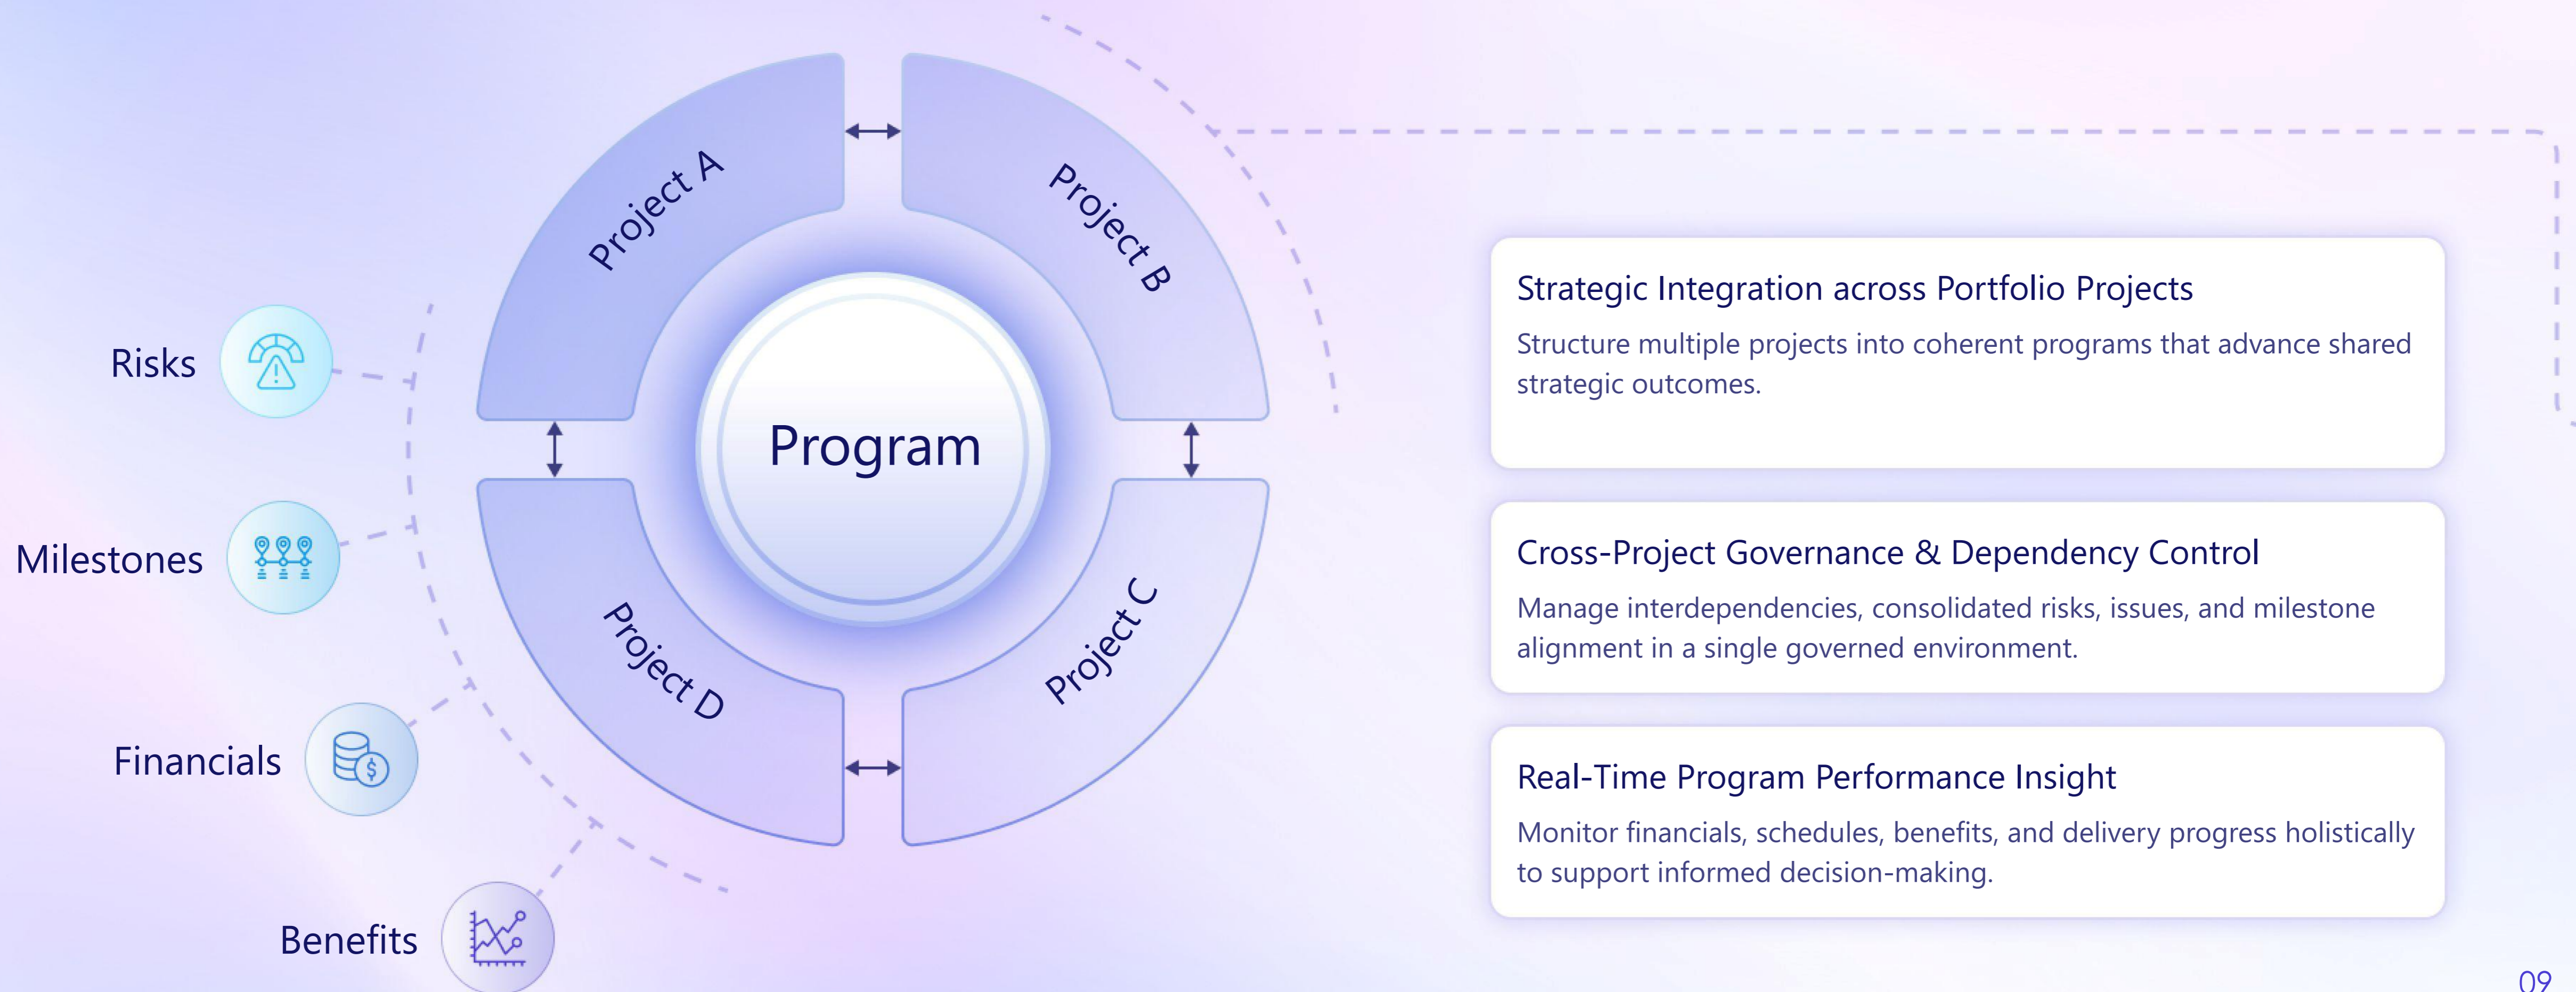 Project A
Project B
Risks
Program
Milestones
Project D
Project C
Financials
Benefits
Strategic Integration across Portfolio Projects
Structure multiple projects into coherent programs that advance shared
strategic outcomes.
Cross-Project Governance & Dependency Control
Manage interdependencies, consolidated risks, issues, and milestone
alignment in a single governed environment.
Real-Time Program Performance Insight
Monitor financials, schedules, benefits, and delivery progress holistically
to support informed decision-making.
09